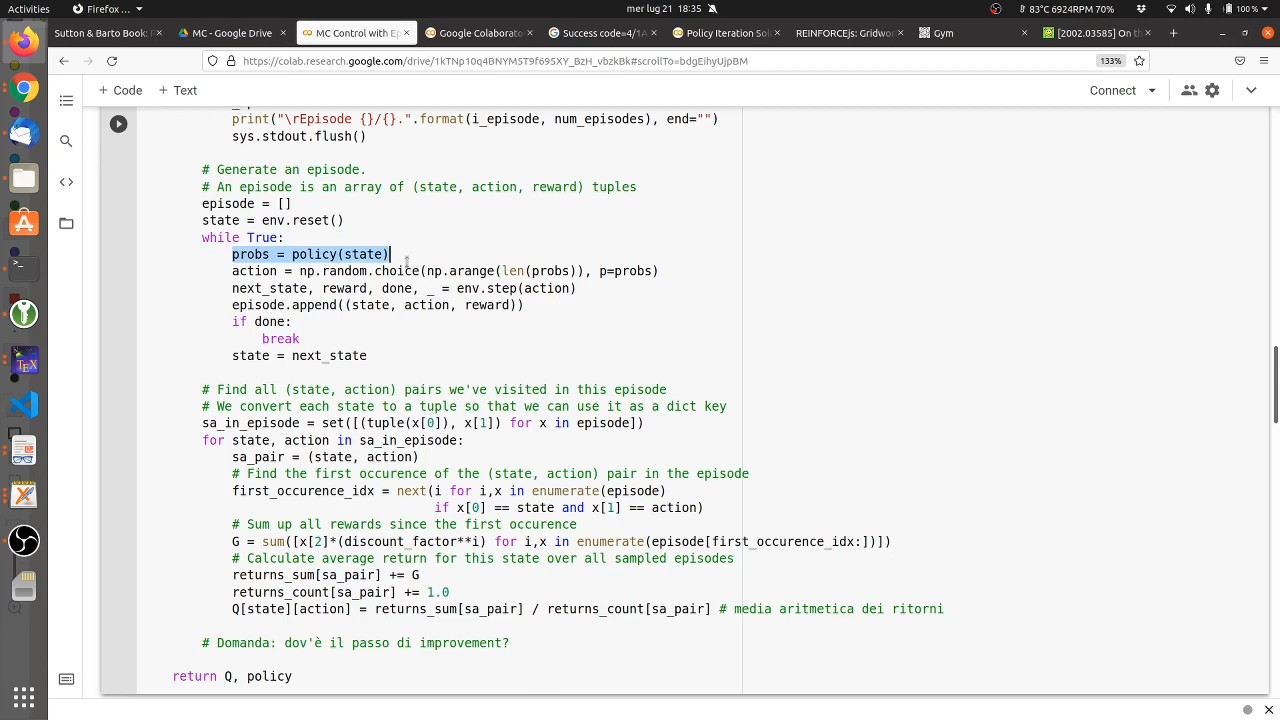 Activities
Firefox ...
mer lug 21 18:35
83°C 6924RPM 70%
100%
Sutton & Barto Book: F
MC - Google Drive
MC Control with Ep
Google Colaborato
Success code=4/1A
Policy Iteration Sol
REINFORCEjs: Gridwor
Gym
[2002.03685] On th
https://colab.research.google.com/drive/1kTNp10q4BNYM5T9f695XY_BzH_vbzkBk#scrollTo=bdgEihyUjpBM
133%
+ Code
+ Text
Connect
print("\rEpisode {}/{}.".format(i_episode, num_episodes), end="")
sys.stdout.flush()
# Generate an episode.
# An episode is an array of (state, action, reward) tuples
episode = []
state = env.reset()
while True:
probs = policy(state)
action = np.random.choice(np.arange(len(probs)), p=probs)
next_state, reward, done, _ = env.step(action)
episode.append((state, action, reward))
if done:
break
state = next_state
# Find all (state, action) pairs we've visited in this episode
# We convert each state to a tuple so that we can use it as a dict key
sa_in_episode = set([(tuple(x[0]), x[1]) for x in episode])
for state, action in sa_in_episode:
sa_pair = (state, action)
# Find the first occurence of the (state, action) pair in the episode
first_occurence_idx = next(i for i,x in enumerate(episode)
if x[0] == state and x[1] == action)
# Sum up all rewards since the first occurence
G = sum([x[2]*(discount_factor**i) for i,x in enumerate(episode[first_occurence_idx:])])
# Calculate average return for this state over all sampled episodes
returns_sum[sa_pair] += G
returns_count[sa_pair] += 1.0
Q[state][action] = returns_sum[sa_pair] / returns_count[sa_pair] # media aritmetica dei ritorni
# Domanda: dov'è il passo di improvement?
return Q, policy